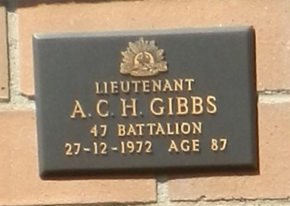 LIEUTENANT
A. C. H. GIBBS
47 BATTALION
27-12-1972 AGE 87